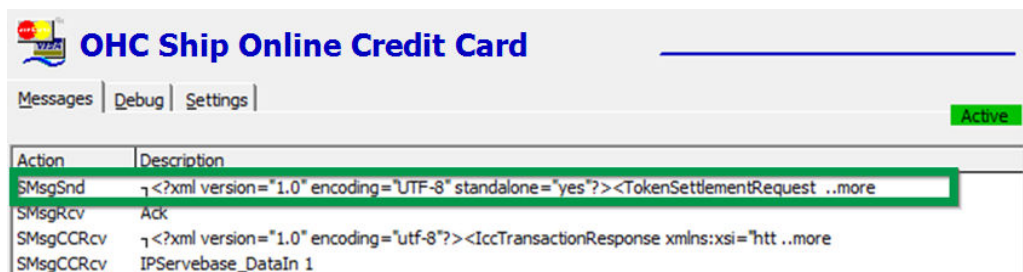 OHC Ship Online Credit Card
Messages Debug Settings
Active
Action Description
SMsgSnd ┐<?xml version="1.0" encoding="UTF-8" standalone="yes"?><TokenSettlementRequest ..more
SMsgRcv Ack
SMsgCCRcv ┐<?xml version="1.0" encoding="utf-8"?><IccTransactionResponse xmlns:xsi="htt ..more
SMsgCCRcv IPServebase_DataIn 1